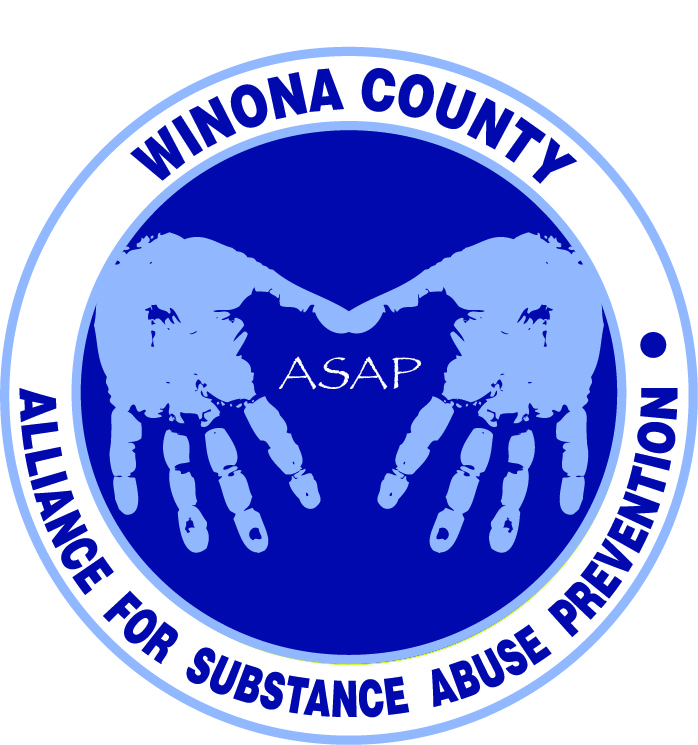 WINONA COUNTY
ASAP
ALLIANCE FOR SUBSTANCE ABUSE PREVENTION •